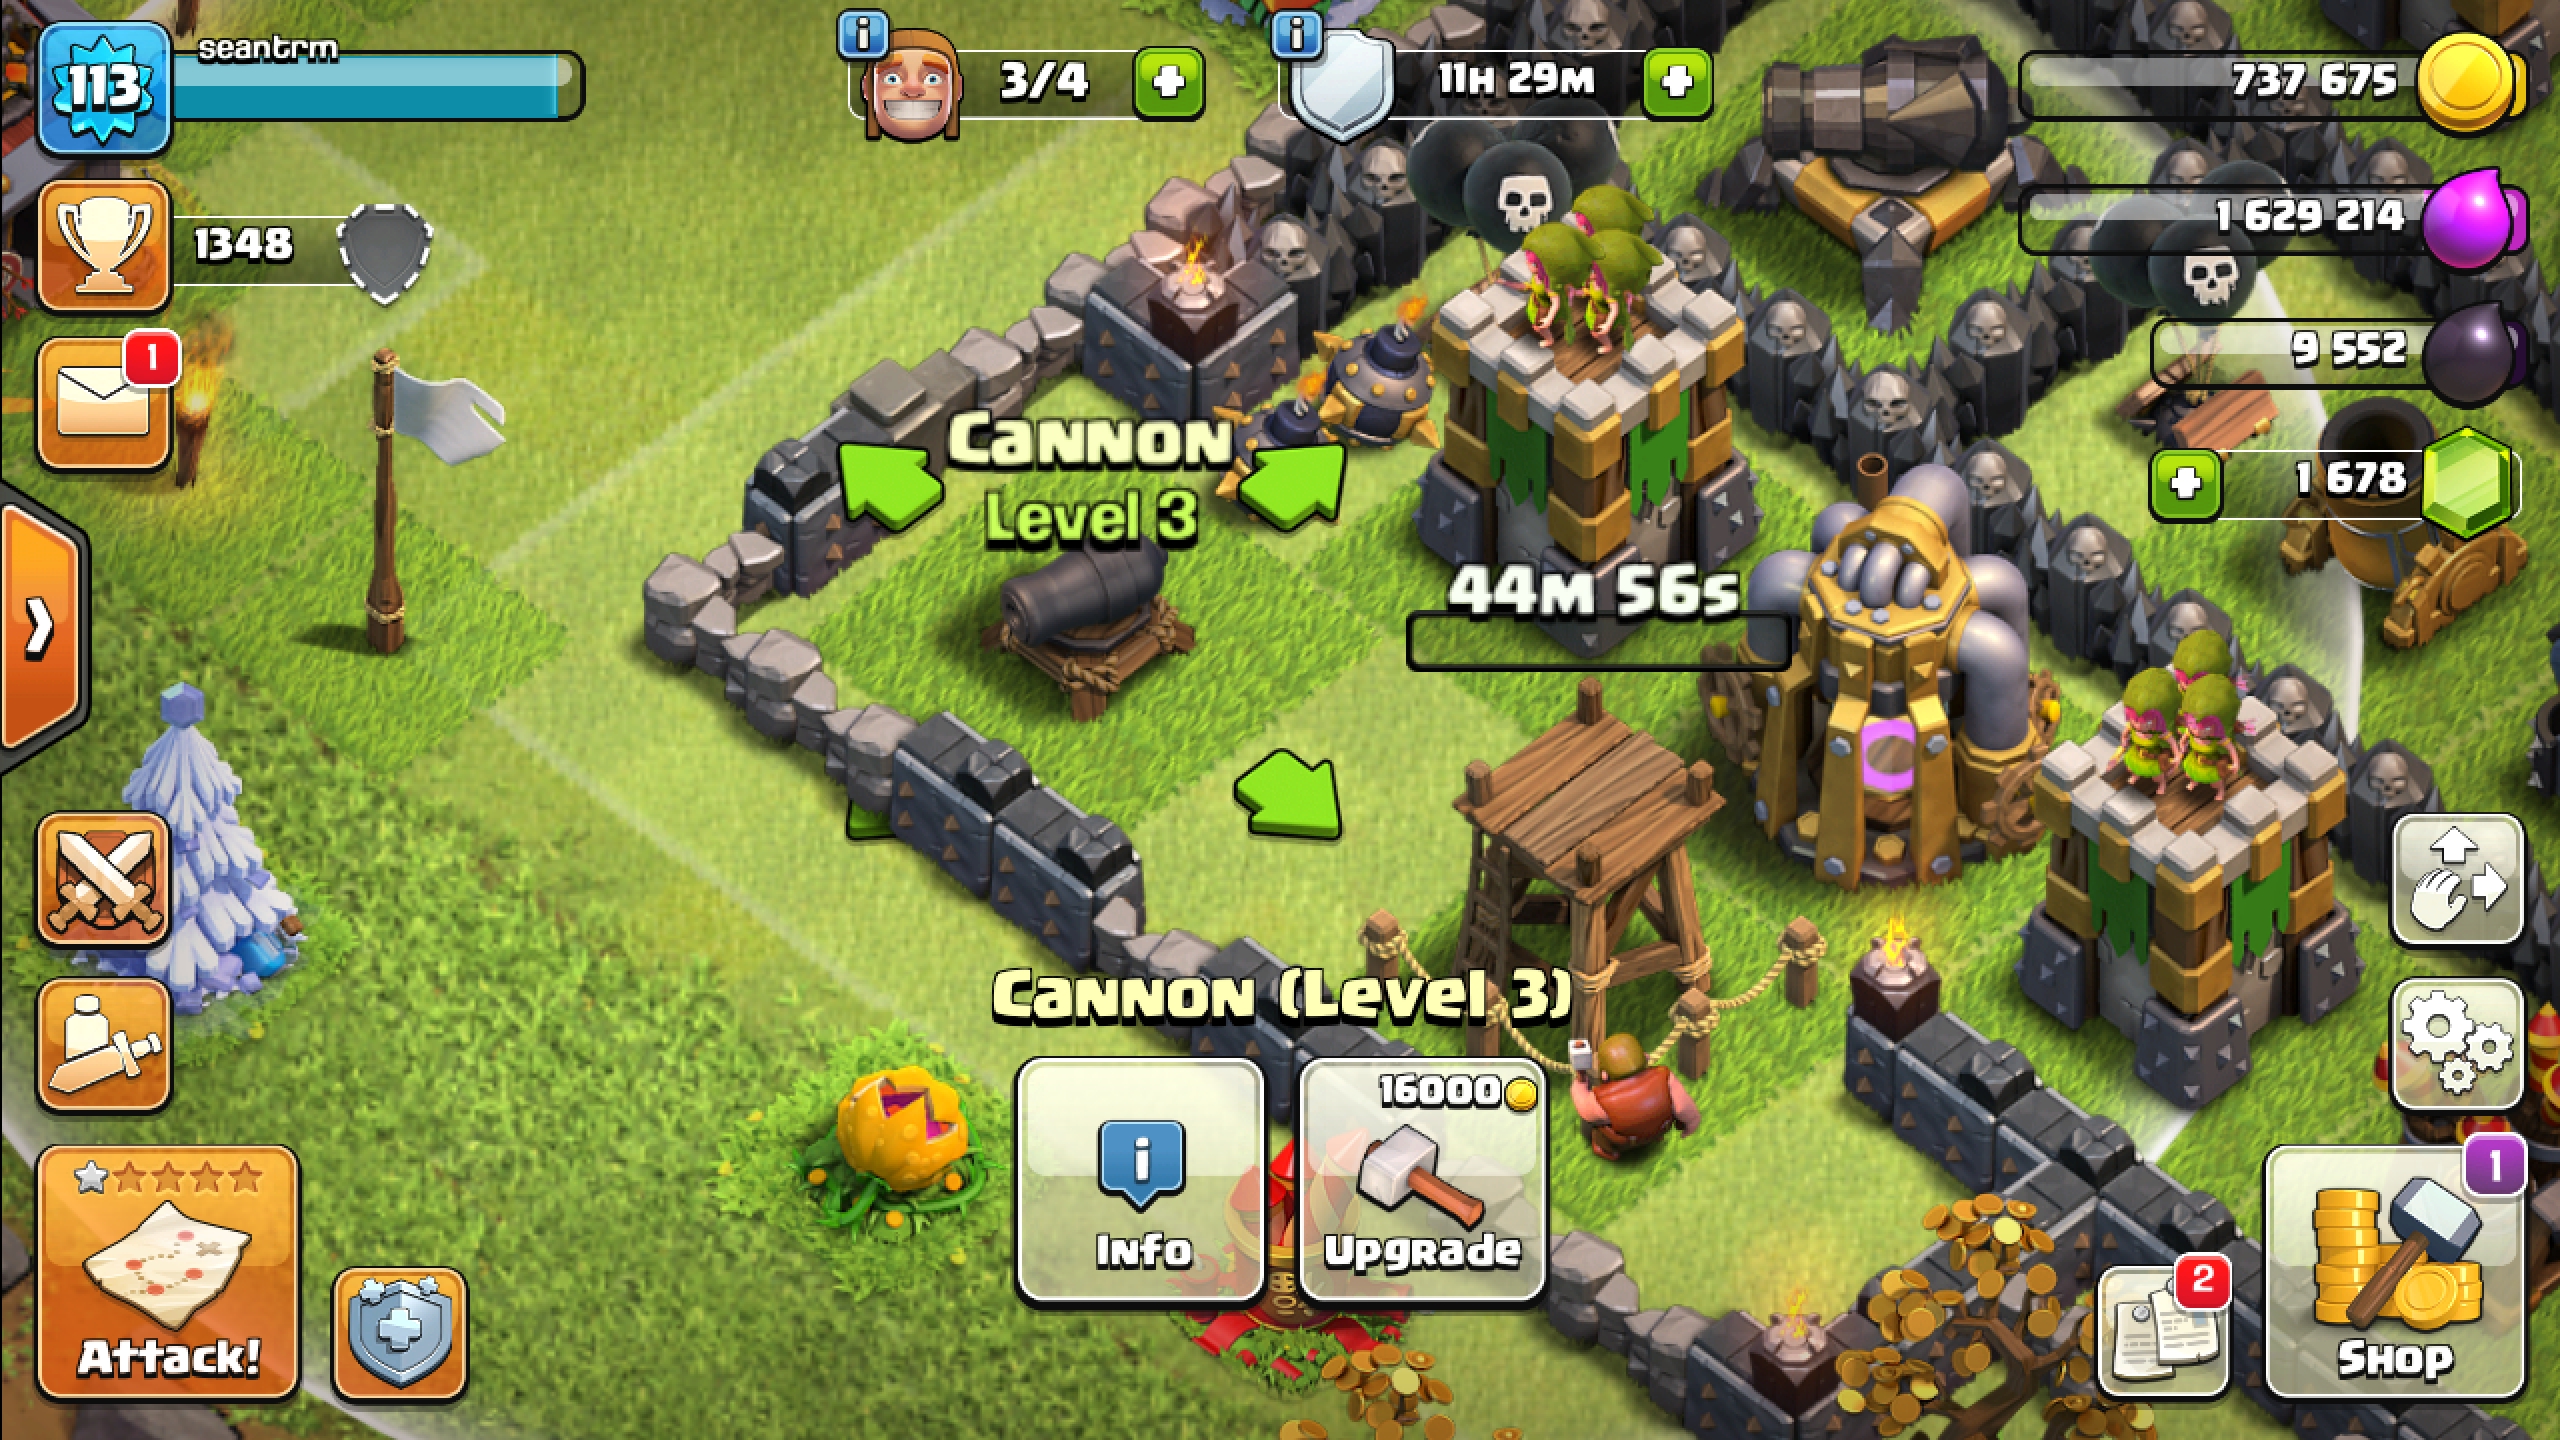 113
seantrm
3/4
11H 29M
737 675
1348
1 629 214
1
9 552
1 678
Cannon
Level 3
44M 56s
Cannon (Level 3)
Info
16000
Upgrade
Attack!
2
1
Shop